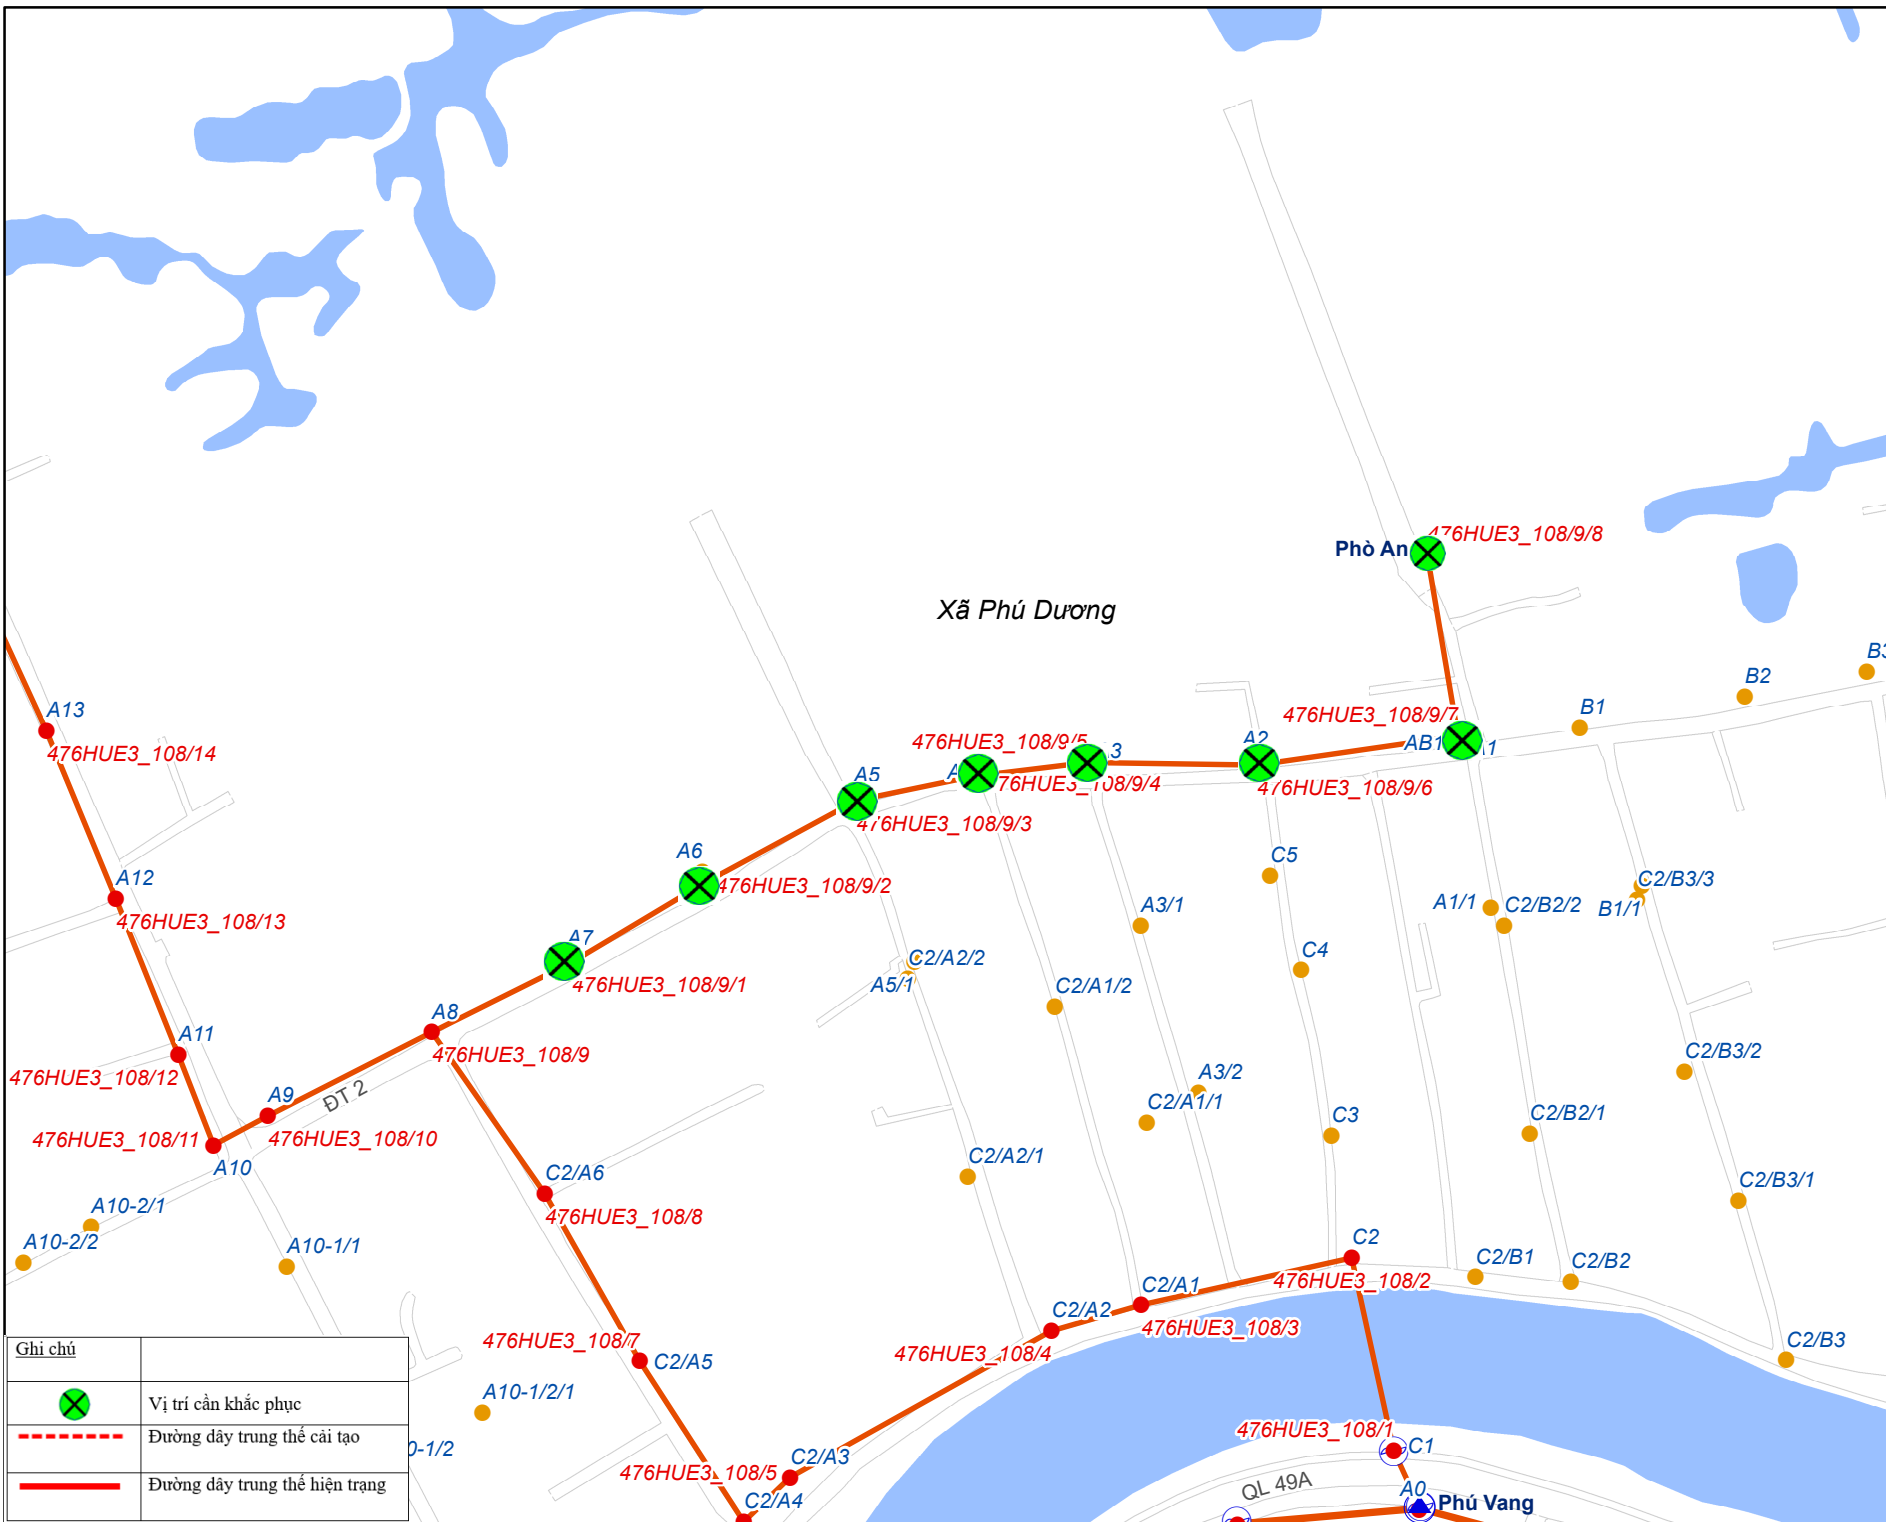 476HUE3_108/9/8
Phò An
Xã Phú Dương
B3
B2
A13
476HUE3_108/9/7
B1
476HUE3_108/14
476HUE3_108/9/5
3
A2
AB1
1
A5
A
76HUE3_108/9/4
476HUE3_108/9/6
476HUE3_108/9/3
A6
C5
A12
476HUE3_108/9/2
C2/B3/3
476HUE3_108/13
A3/1
A1/1
C2/B2/2
B1/1
A7
C2/A2/2
C4
476HUE3_108/9/1
A5/1
C2/A1/2
A8
A11
476HUE3_108/9
C2/B3/2
476HUE3_108/12
A9
ĐT 2
A3/2
C2/A1/1
C3
C2/B2/1
476HUE3_108/11
476HUE3_108/10
A10
C2/A6
C2/A2/1
C2/B3/1
A10-2/1
476HUE3_108/8
A10-2/2
A10-1/1
C2
C2/B1
C2/B2
C2/A1
476HUE3_108/2
C2/A2
476HUE3_108/3
476HUE3_108/7
476HUE3_108/4
C2/A5
C2/B3
Ghi chú
Vị trí cần khắc phục
Đường dây trung thế cải tạo
Đường dây trung thế hiện trạng
A10-1/2/1
0-1/2
476HUE3_108/1
C1
C2/A3
476HUE3_108/5
C2/A4
QL 49A
A0
Phú Vang